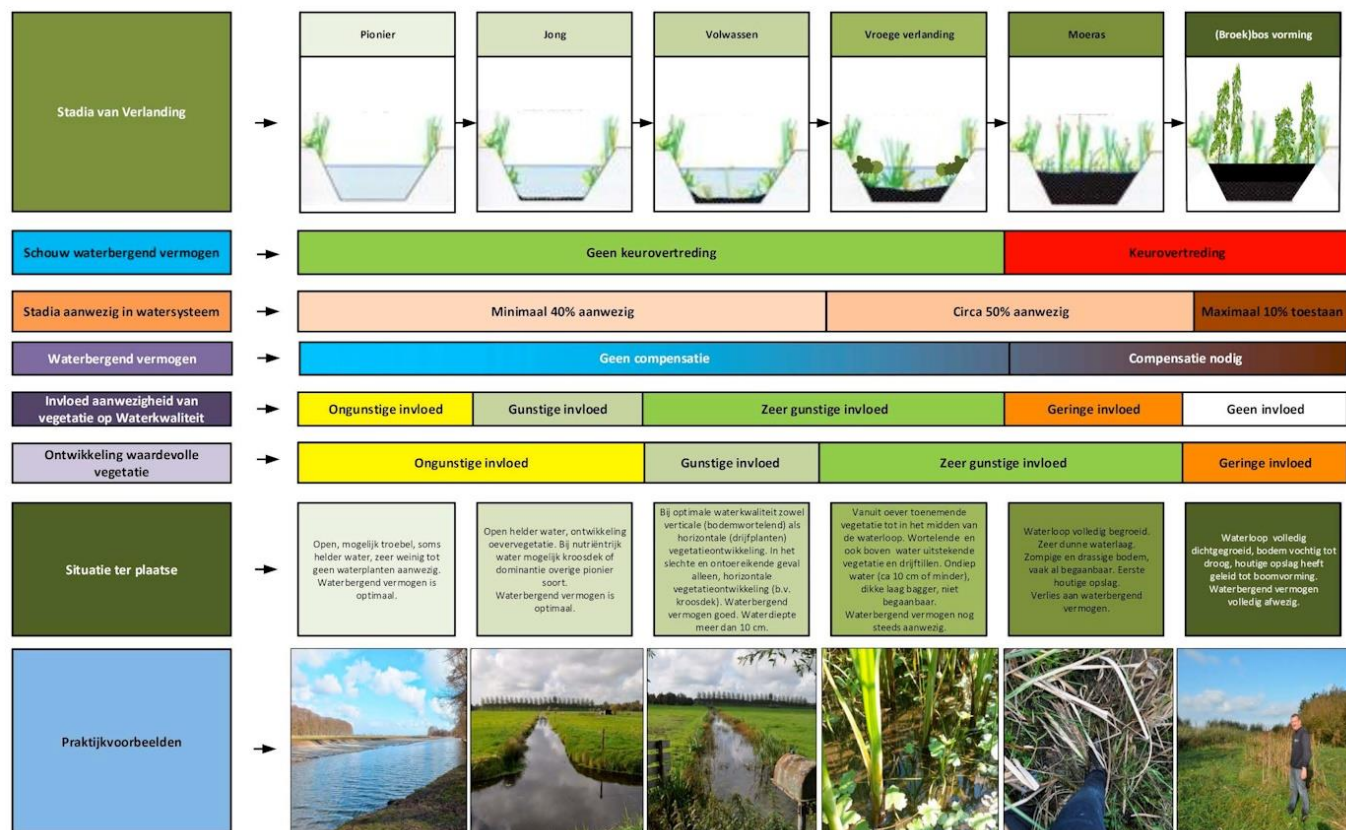 Stadia van Verlanding
Pionier
Jong
Volwassen
Vroege verlanding
Moeras
(Broek)bos vorming
Schouw waterbergend vermogen
Geen keurovertreding
Keurovertreding
Stadia aanwezig in watersysteem
Minimaal 40% aanwezig
Circa 50% aanwezig
Maximaal 10% toestaan
Waterbergend vermogen
Geen compensatie
Compensatie nodig
Invloed aanwezigheid van
vegetatie op Waterkwaliteit
Ongunstige invloed
Gunstige invloed
Zeer gunstige invloed
Geringe invloed
Geen invloed
Ontwikkeling waardevolle
vegetatie
Ongunstige invloed
Gunstige invloed
Zeer gunstige invloed
Geringe invloed
Situatie ter plaatse
Open, mogelijk troebel, soms
helder water, zeer weinig tot
geen waterplanten aanwezig.
Waterbergend vermogen is
optimaal.
Open helder water, ontwikkeling
oevervegetatie. Bij nutriëntrijk
water mogelijk kroosdek of
dominantie overige pionier
soort.
Waterbergend vermogen is
optimaal.
Bij optimale waterkwaliteit zowel
verticale (bodemwortelend) als
horizontale (drijfplanten)
vegetatieontwikkeling. In het
slechte en ontoereikende geval
alleen, horizontale
vegetatieontwikkeling (b.v.
kroosdek). Waterbergend
vermogen goed. Waterdiepte
meer dan 10 cm.
Vanuit oever toenemende
vegetatie tot in het midden van
de waterloop. Wortelende en
ook boven water uitstekende
vegetatie en drijftillen. Ondiep
water (ca 10 cm of minder),
dikke laag bagger, niet
begaanbaar.
Waterbergend vermogen nog
steeds aanwezig.
Waterloop volledig begroeid.
Zeer dunne waterlaag.
Zompige en drassige bodem,
vaak al begaanbaar. Eerste
houtige opslag.
Verlies aan waterbergend
vermogen.
Waterloop volledig
dichtgegroeid, bodem vochtig tot
droog, houtige opslag heeft
geleid tot boomvorming.
Waterbergend vermogen
volledig afwezig.
Praktijkvoorbeelden